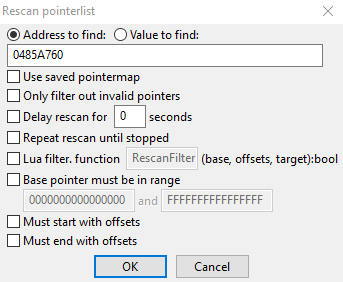 Rescan pointerlist
Address to find: Value to find:
0485A760
Use saved pointermap
Only filter out invalid pointers
Delay rescan for 0 seconds
Repeat rescan until stopped
Lua filter. function RescanFilter (base, offsets, target):bool
Base pointer must be in range
0000000000000000 and FFFFFFFFFFFFFFFF
Must start with offsets
Must end with offsets
OK Cancel